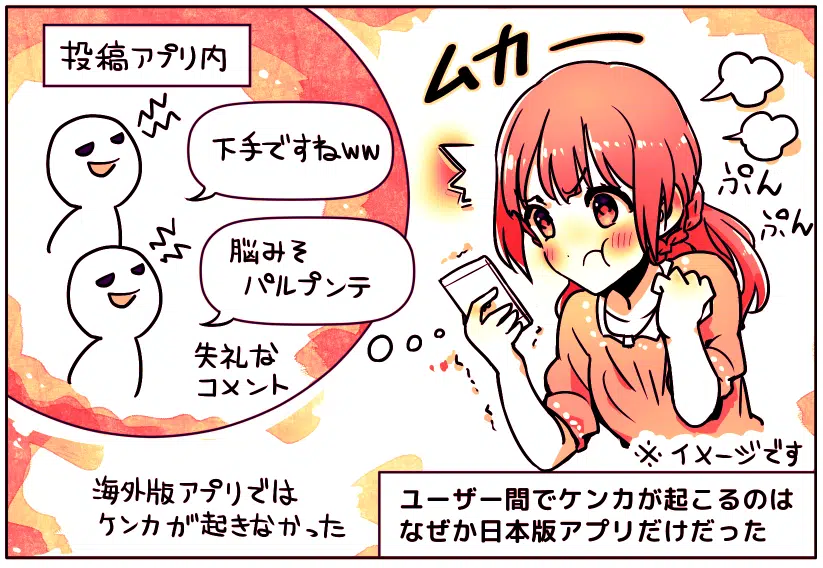 投稿アプリ内
下手ですねww
脳みそ
パルプンテ
失礼な
コメント
ムカー
ぷん
ぷん
※イメージです
海外版アプリでは
ケンカが起きなかった
ユーザー間でケンカが起こるのは
なぜか日本版アプリだけだった